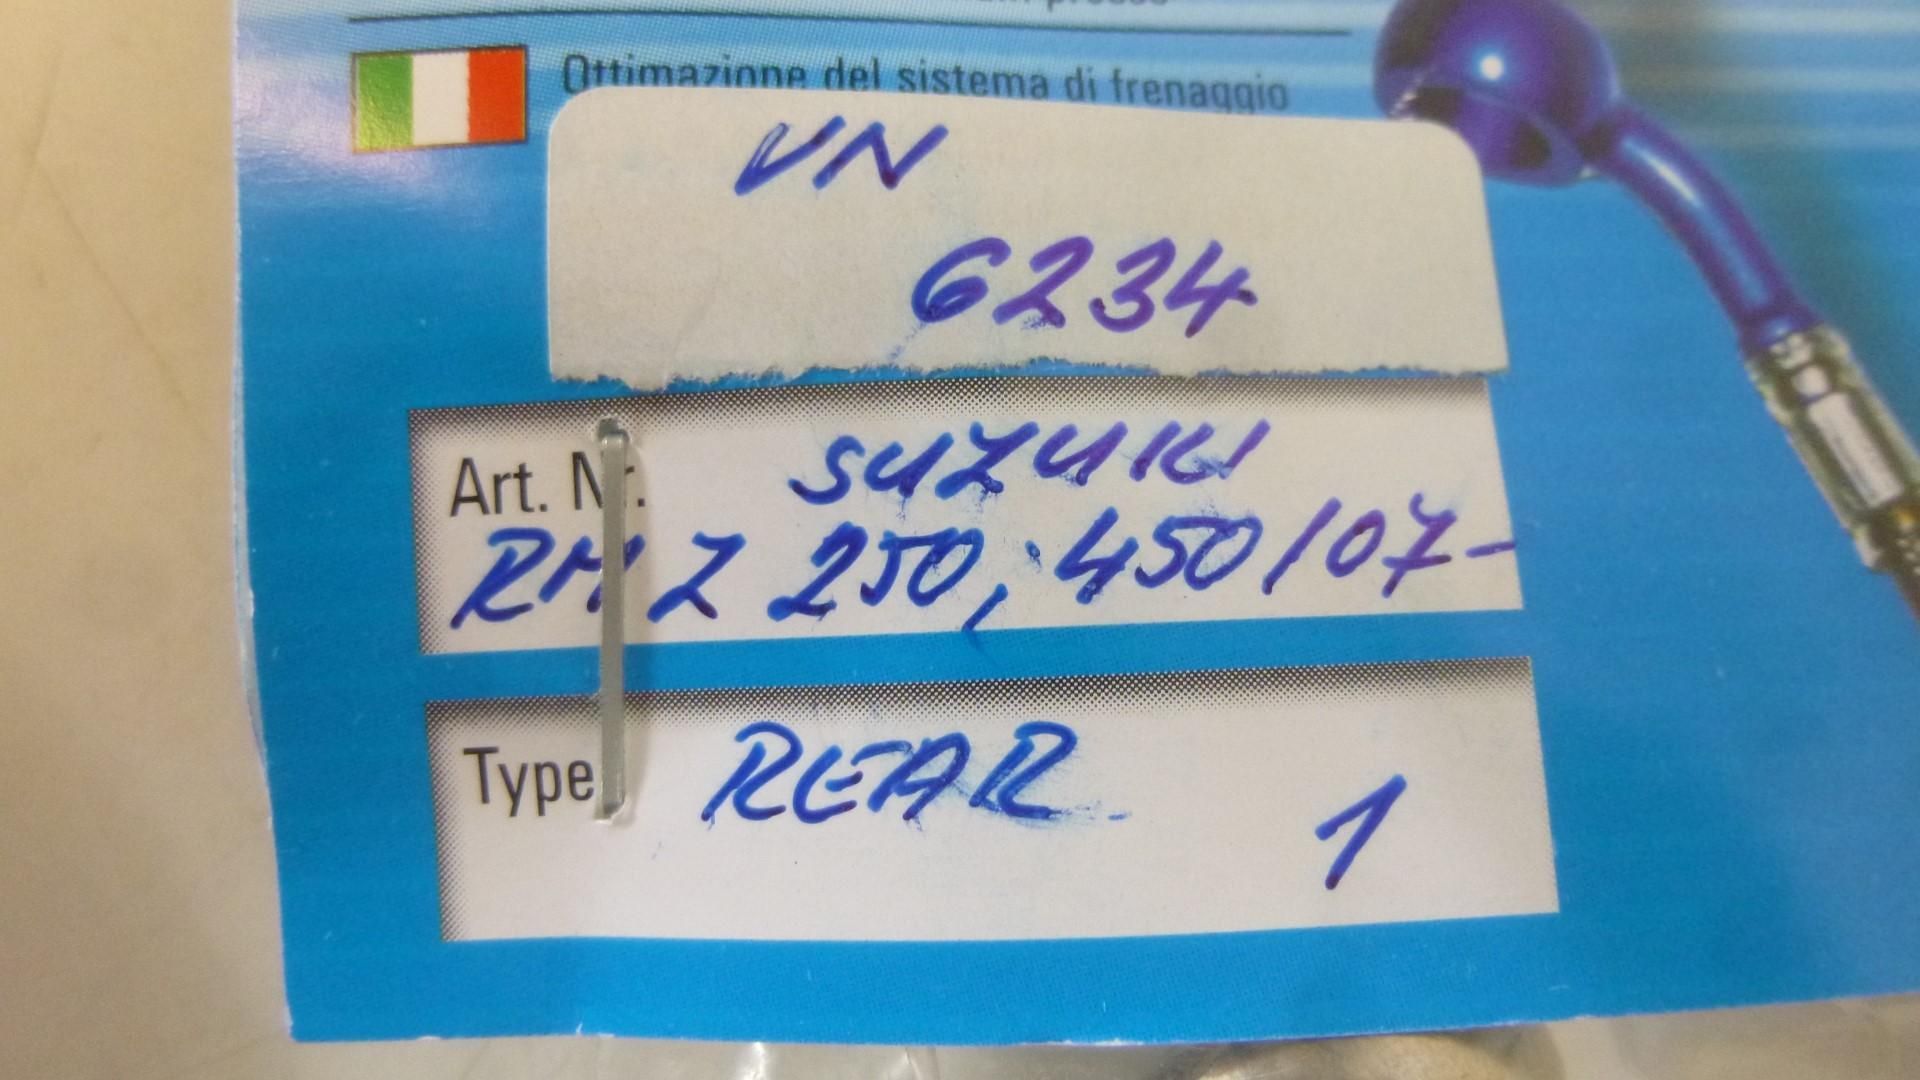 Ottimazione del sistema di frenaggio
VN
6234
Art. Nr. SUZUKI
RMZ 250, 450/07-
Type REAR 1